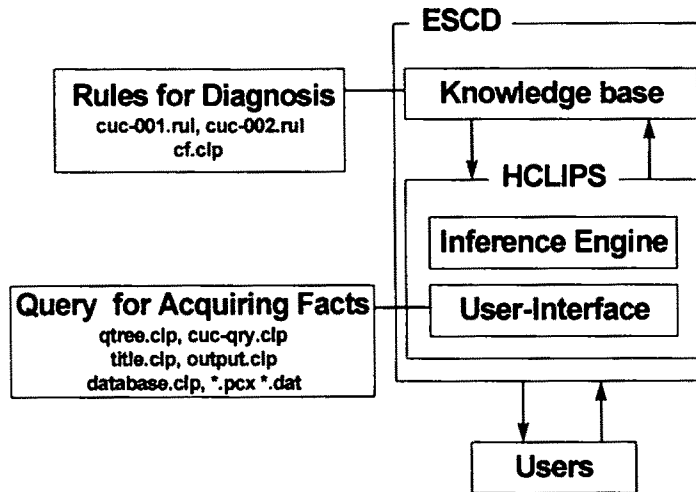 ESCD
Rules for Diagnosis
cuc-001.rul, cuc-002.rul
cf.clp
Knowledge base
HCLIPS
Inference Engine
Query for Acquiring Facts
qtree.clp, cuc-qry.clp
title.clp, output.clp
database.clp, *.pcx *.dat
User-Interface
Users